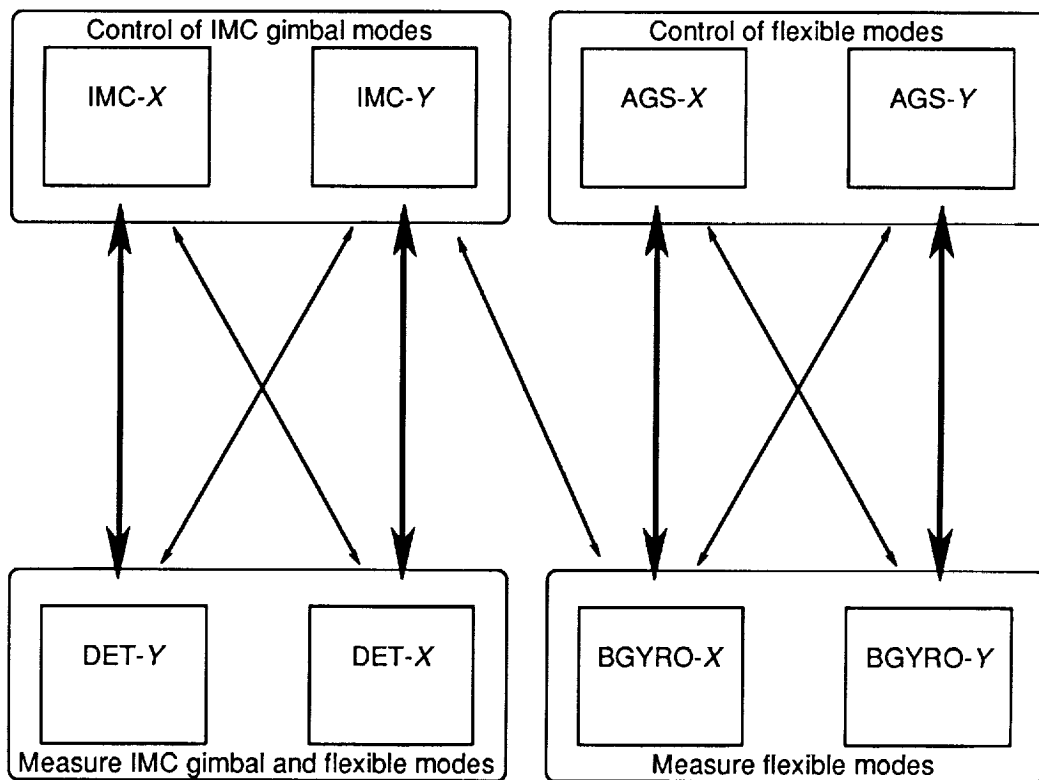 Control of IMC gimbal modes
IMC-X
IMC-Y
Control of flexible modes
AGS-X
AGS-Y
DET-Y
DET-X
Measure IMC gimbal and flexible modes
BGYRO-X
BGYRO-Y
Measure flexible modes